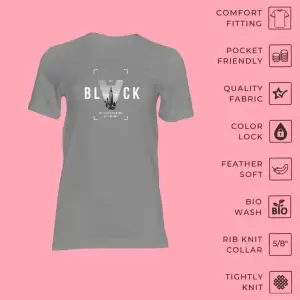 BLVCK
COMFORT
FITTING
POCKET
FRIENDLY
QUALITY
FABRIC
COLOR
LOCK
FEATHER
SOFT
BIO
WASH
BIO
RIB KNIT
COLLAR
5/8"
TIGHTLY
KNIT